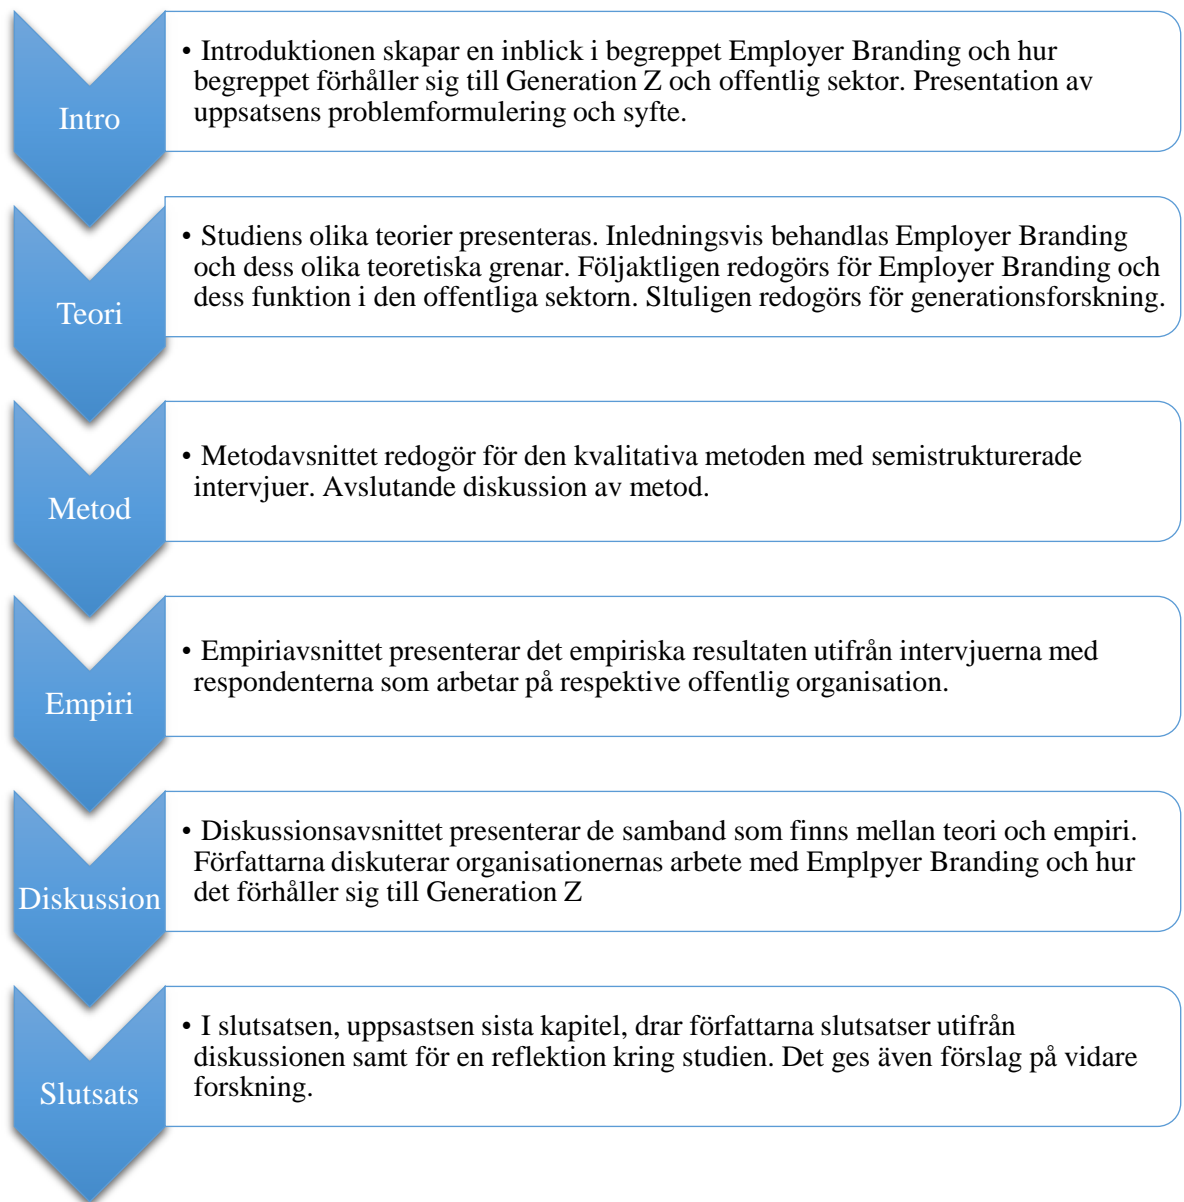 Intro
• Introduktionen skapar en inblick i begreppet Employer Branding och hur
begreppet förhåller sig till Generation Z och offentlig sektor. Presentation av
uppsatsens problemformulering och syfte.
Teori
• Studiens olika teorier presenteras. Inledningsvis behandlas Employer Branding
och dess olika teoretiska grenar. Följaktligen redogörs för Employer Branding och
dess funktion i den offentliga sektorn. Sltuligen redogörs för generationsforskning.
Metod
• Metodavsnittet redogör för den kvalitativa metoden med semistrukturerade
intervjuer. Avslutande diskussion av metod.
Empiri
• Empiriavsnittet presenterar det empiriska resultaten utifrån intervjuerna med
respondenterna som arbetar på respektive offentlig organisation.
Diskussion
• Diskussionsavsnittet presenterar de samband som finns mellan teori och empiri.
Författarna diskuterar organisationernas arbete med Emplpyer Branding och hur
det förhåller sig till Generation Z
Slutsats
• I slutsatsen, uppsastsen sista kapitel, drar författarna slutsatser utifrån
diskussionen samt för en reflektion kring studien. Det ges även förslag på vidare
forskning.